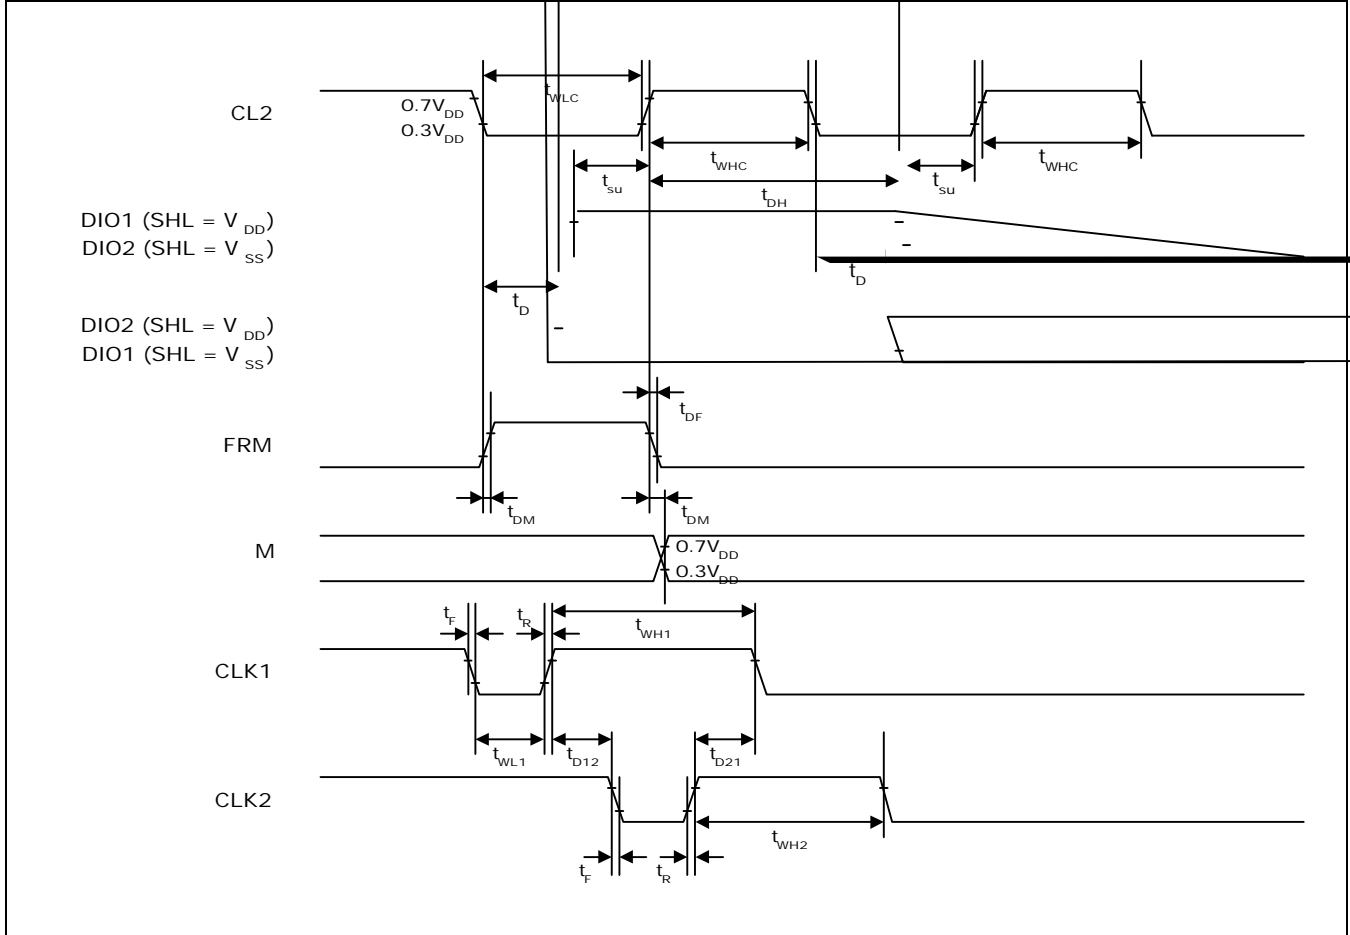 tWLC
CL2
0.7VDD
0.3VDD
tWHC
tWHC
tsu
tsu
tDH
DIO1 (SHL = VDD)
DIO2 (SHL = VSS)
tD
tD
DIO2 (SHL = VDD)
DIO1 (SHL = VSS)
tDF
FRM
tDM
tDM
M
0.7VDD
0.3VDD
tF
tR
tWH1
CLK1
tWL1
tD12
tD21
CLK2
tWH2
tF
tR